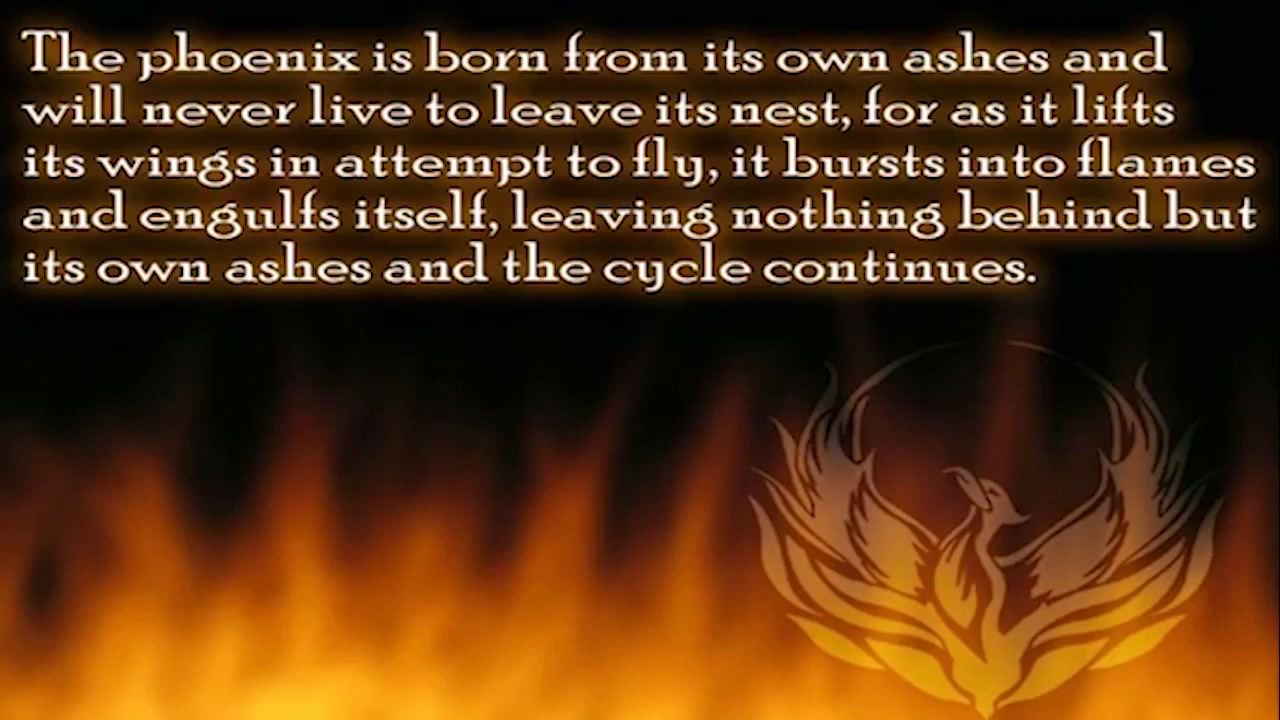 The phoenix is born from its own ashes and
will never live to leave its nest, for as it lifts
its wings in attempt to fly, it bursts into flames
and engulfs itself, leaving nothing behind but
its own ashes and the cycle continues.